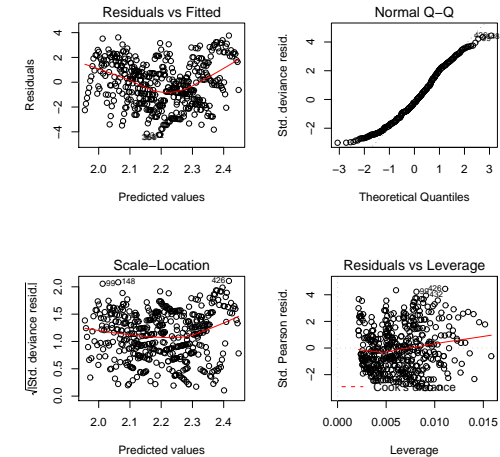 Residuals vs Fitted
Residuals
−4 −2 0 2 4
2.0 2.1 2.2 2.3 2.4
Predicted values
Normal Q−Q
Std. deviance resid.
−2 0 2 4
−3 −2 −1 0 1 2 3
Theoretical Quantiles
Scale−Location
√|Std. deviance resid.|
0.0 0.5 1.0 1.5 2.0
99 148 426
2.0 2.1 2.2 2.3 2.4
Predicted values
Residuals vs Leverage
Std. Pearson resid.
−2 0 2 4
426
Cook's distance
0.000 0.005 0.010 0.015
Leverage